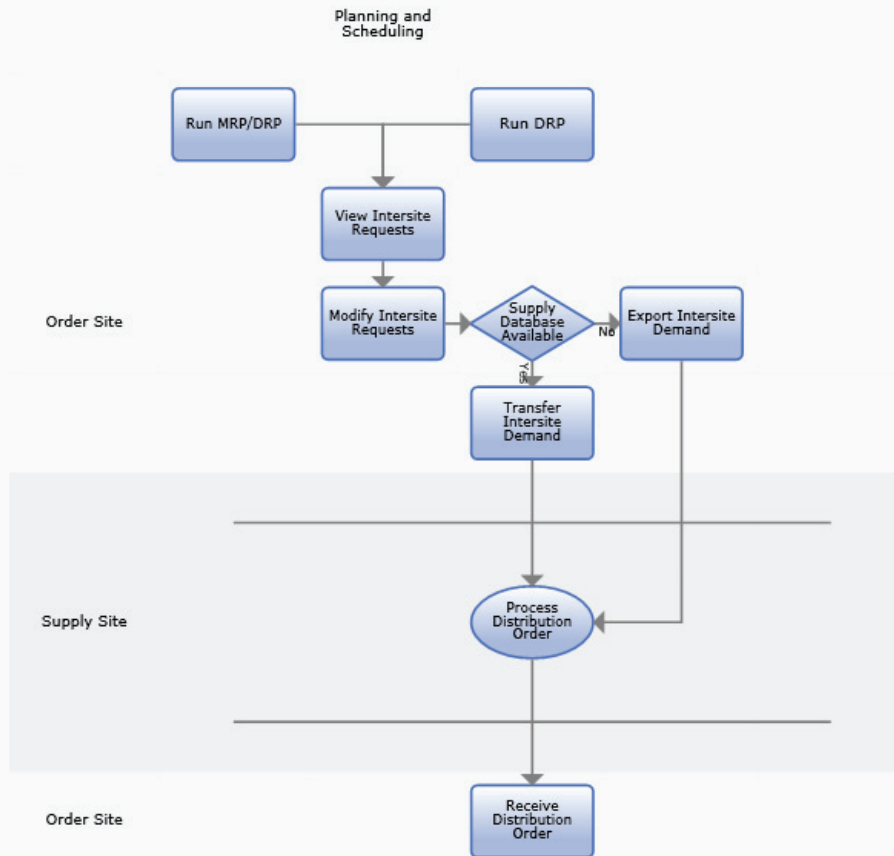 Planning and
Scheduling
Run MRP/DRP
Run DRP
View Intersite
Requests
Order Site
Modify Intersite
Requests
Supply
Database
Available
No
Export Intersite
Demand
Yes
Transfer
Intersite
Demand
Supply Site
Process
Distribution
Order
Order Site
Receive
Distribution
Order